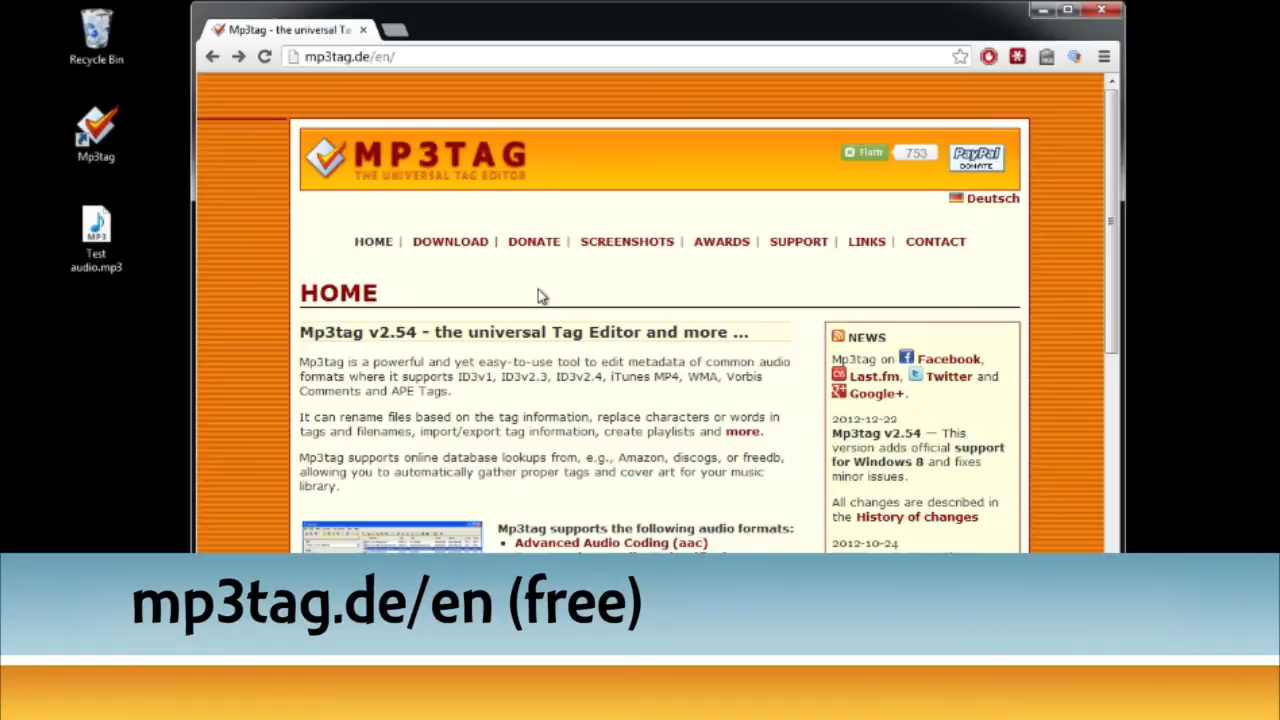 Recycle Bin
Mp3tag
MP3
Test
audio.mp3
Mp3tag - the universal Ta
mp3tag.de/en/
MP3TAG
THE UNIVERSAL TAG EDITOR
Flattr
753
PayPal
DONATE
Deutsch
HOME | DOWNLOAD | DONATE | SCREENSHOTS | AWARDS | SUPPORT | LINKS | CONTACT
HOME
Mp3tag v2.54 - the universal Tag Editor and more ...
Mp3tag is a powerful and yet easy-to-use tool to edit metadata of common audio
formats where it supports ID3v1, ID3v2.3, ID3v2.4, iTunes MP4, WMA, Vorbis
Comments and APE Tags.
It can rename files based on the tag information, replace characters or words in
tags and filenames, import/export tag information, create playlists and more.
Mp3tag supports online database lookups from, e.g., Amazon, discogs, or freedb,
allowing you to automatically gather proper tags and cover art for your music
library.
Mp3tag supports the following audio formats:
Advanced Audio Coding (aac)
NEWS
Mp3tag on Facebook,
Last.fm, Twitter and
Google+.
2012-12-22
Mp3tag v2.54 — This
version adds official support
for Windows 8 and fixes
minor issues.
All changes are described in
the History of changes
2012-10-24
mp3tag.de/en (free)